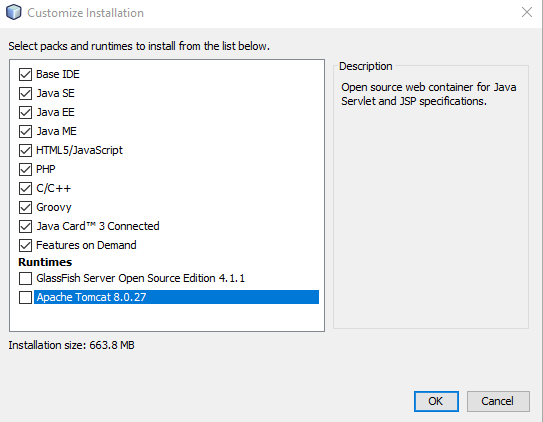 Customize Installation
Select packs and runtimes to install from the list below.
Base IDE
Java SE
Java EE
Java ME
HTML5/JavaScript
PHP
C/C++
Groovy
Java Card™ 3 Connected
Features on Demand
Runtimes
GlassFish Server Open Source Edition 4.1.1
Apache Tomcat 8.0.27
Description
Open source web container for Java
Servlet and JSP specifications.
Installation size: 663.8 MB
OK
Cancel